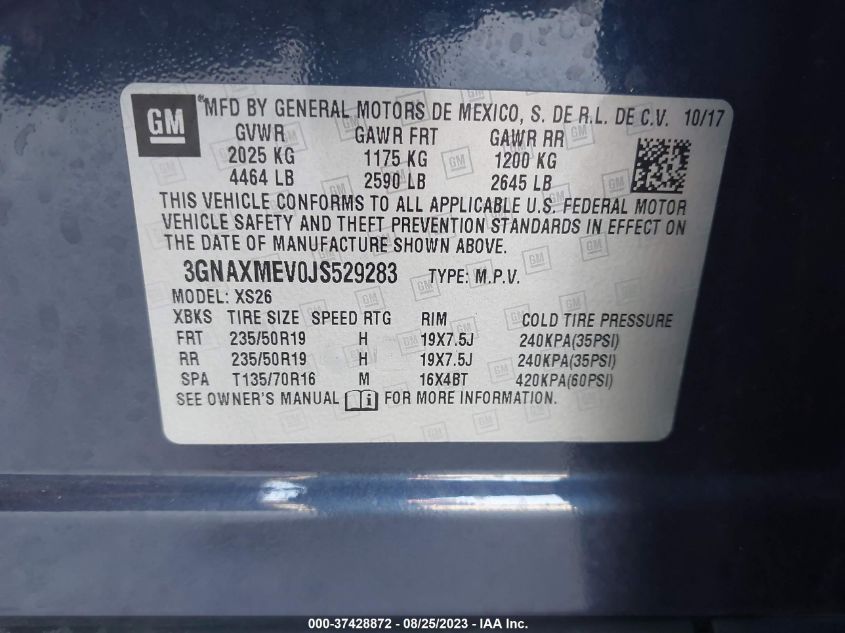 GM
MFD BY GENERAL MOTORS DE MEXICO, S. DE R.L. DE C.V. 10/17
GVWR GAWR FRT GAWR RR
2025 KG 1175 KG 1200 KG
4464 LB 2590 LB 2645 LB
THIS VEHICLE CONFORMS TO ALL APPLICABLE U.S. FEDERAL MOTOR
VEHICLE SAFETY AND THEFT PREVENTION STANDARDS IN EFFECT ON
THE DATE OF MANUFACTURE SHOWN ABOVE.
3GNAXMEV0JS529283 TYPE: M.P.V.
MODEL: XS26
XBKS TIRE SIZE SPEED RTG RIM COLD TIRE PRESSURE
FRT 235/50R19 H 19X7.5J 240KPA(35PSI)
RR 235/50R19 H 19X7.5J 240KPA(35PSI)
SPA T135/70R16 M 16X4BT 420KPA(60PSI)
SEE OWNER'S MANUAL i FOR MORE INFORMATION.
000-37428872 - 08/25/2023 - IAA Inc.